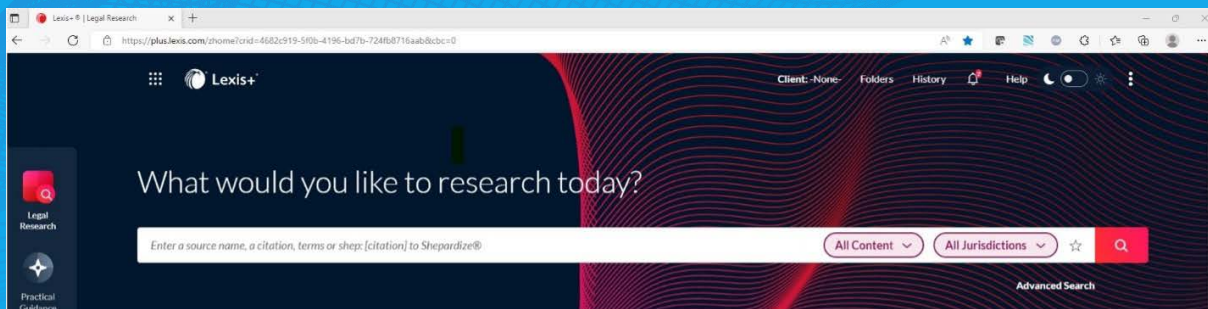 Lexis+ ® | Legal Research
https://plus.lexis.com/zhome?crid=4682c919-5f0b-4196-bd7b-724fb8716aab&cbc=0
Lexis+
Client: -None- Folders History Help
What would you like to research today?
Legal
Research
Enter a source name, a citation, terms or shep: [citation] to Shepardize® All Content All Jurisdictions
Advanced Search
Practical
Guidance